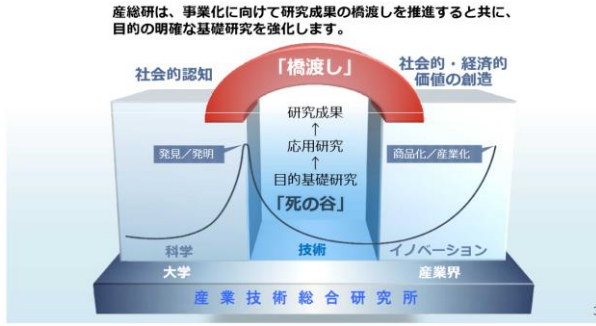 産総研は、事業化に向けて研究成果の橋渡しを推進すると共に、
目的の明確な基礎研究を強化します。
社会的認知
「橋渡し」
社会的・経済的
価値の創造
研究成果
↑
応用研究
↑
目的基礎研究
「死の谷」
発見／発明
商品化／産業化
科学
技術
イノベーション
大学
産業界
産業技術総合研究所